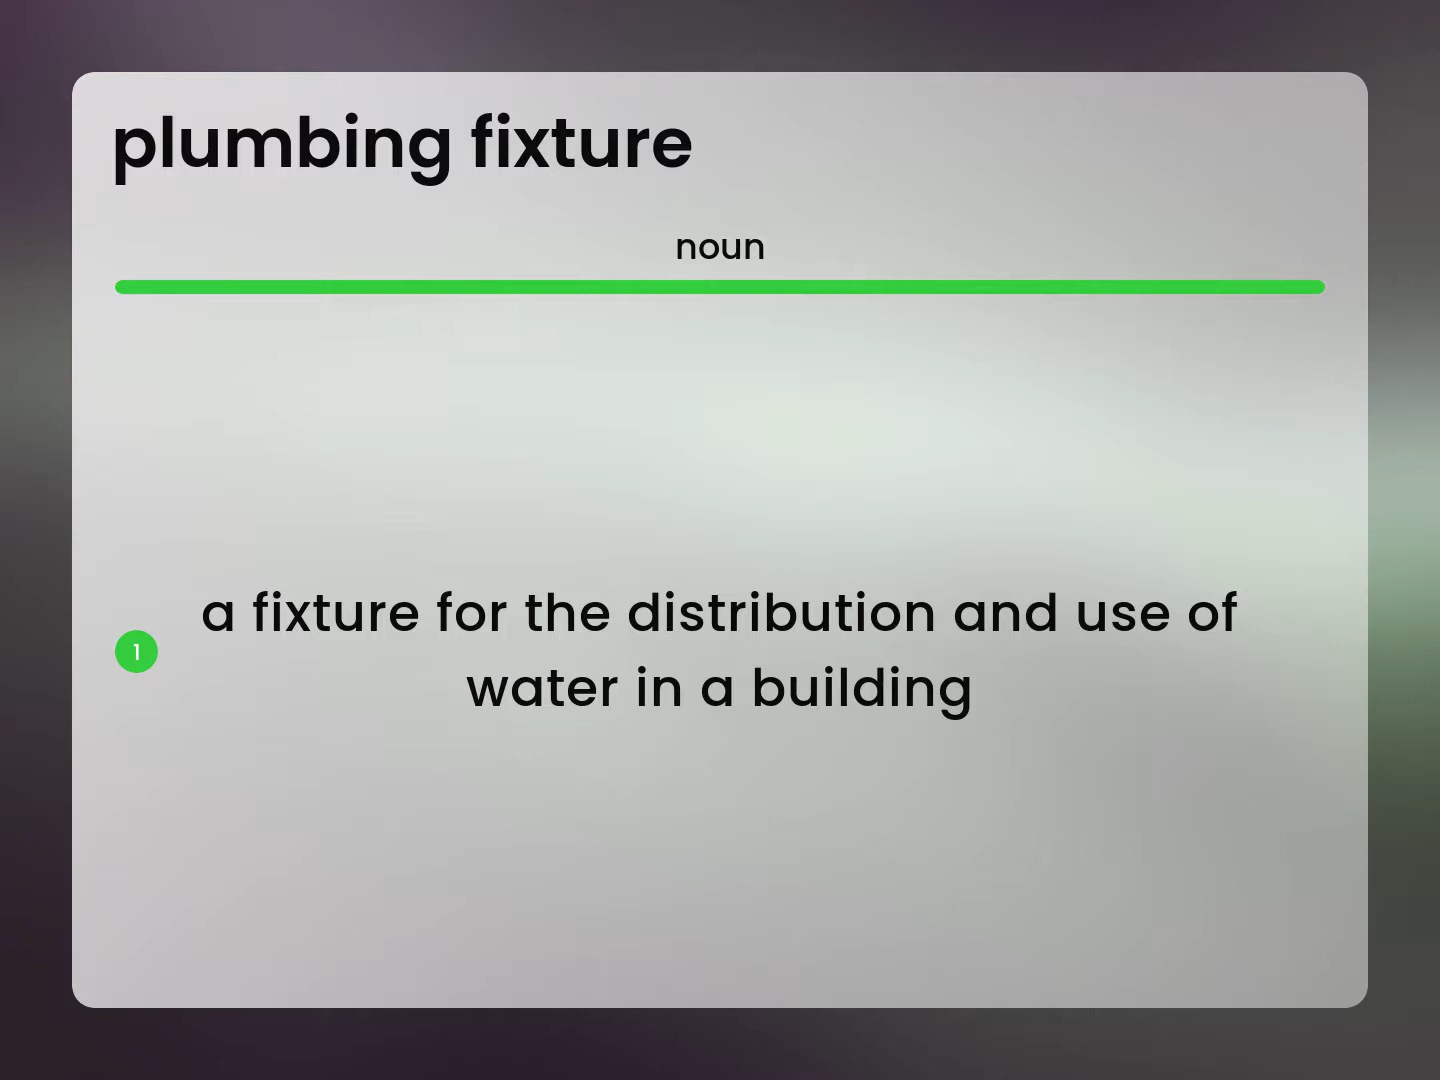 plumbing fixture
noun
a fixture for the distribution and use of
1
water in a building